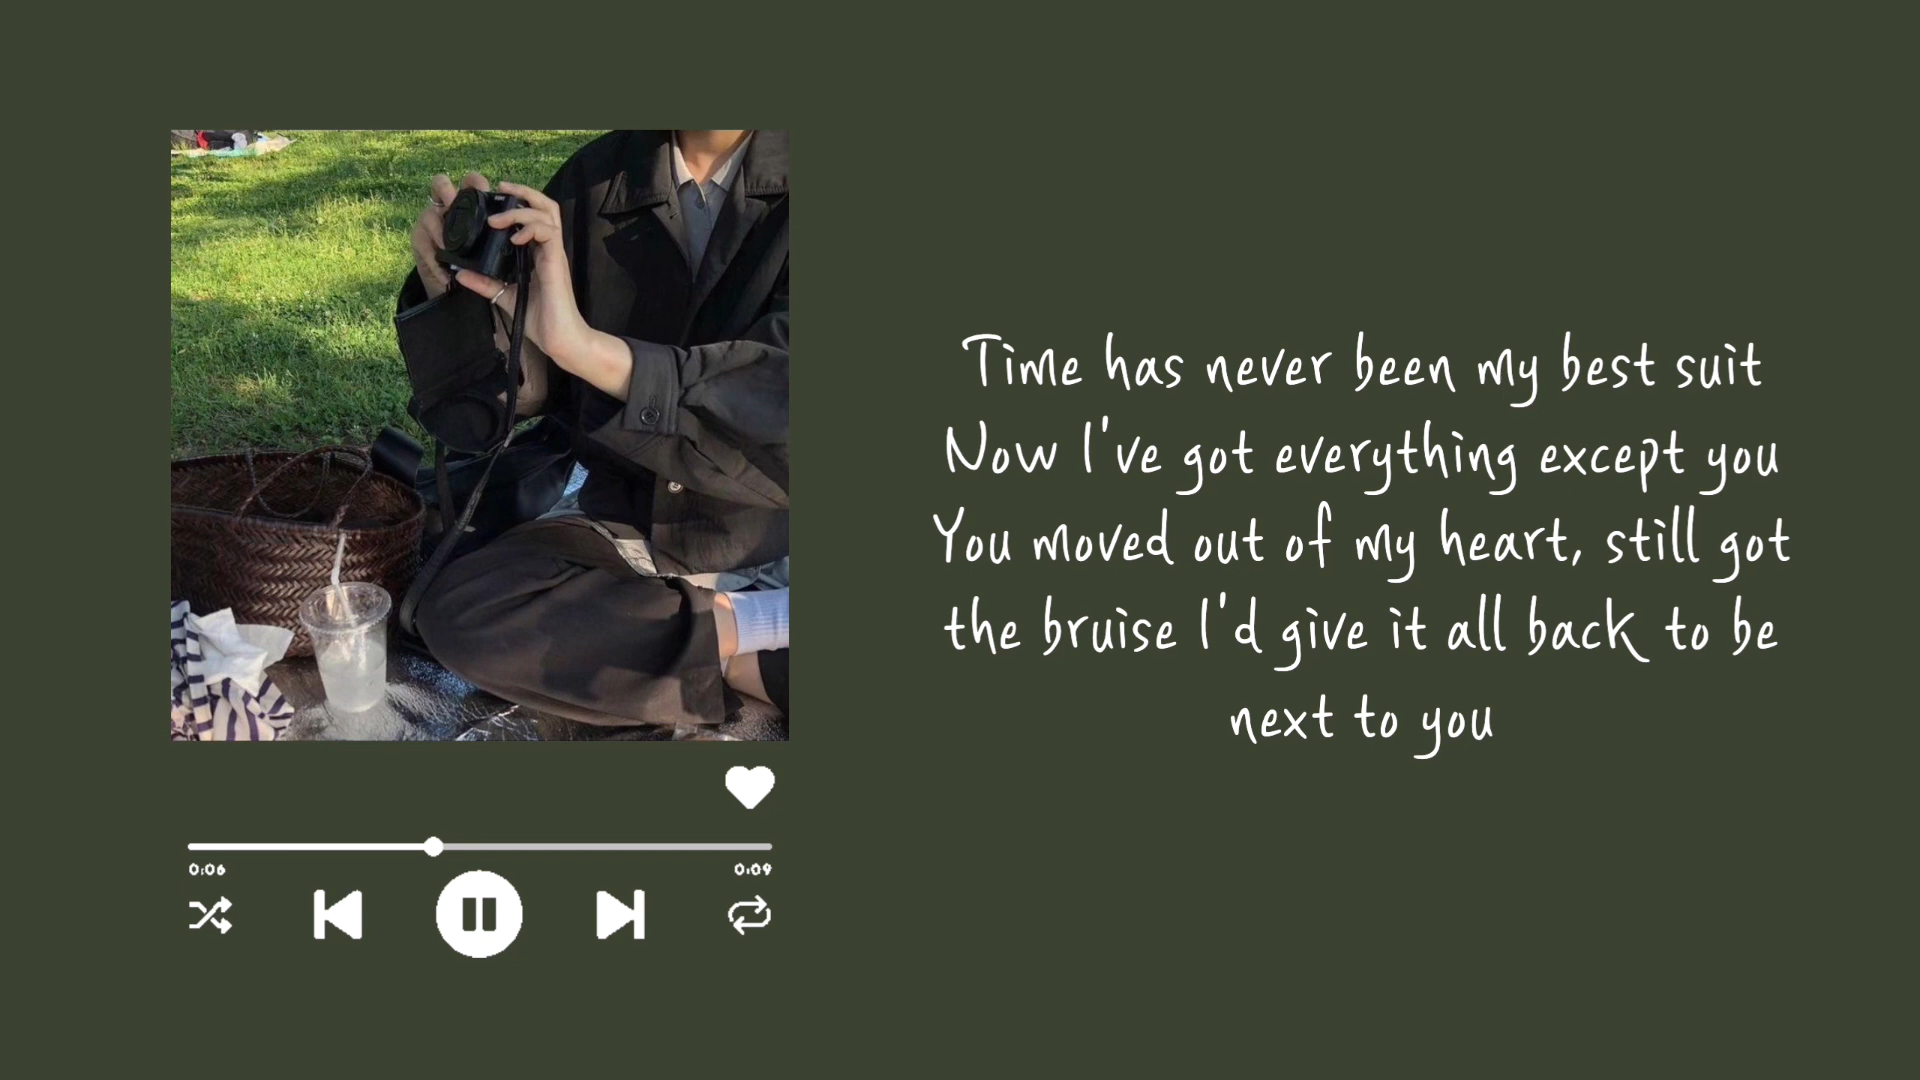 Time has never been my best suit
Now I've got everything except you
You moved out of my heart, still got
the bruise I'd give it all back to be
next to you
0:06
0:09